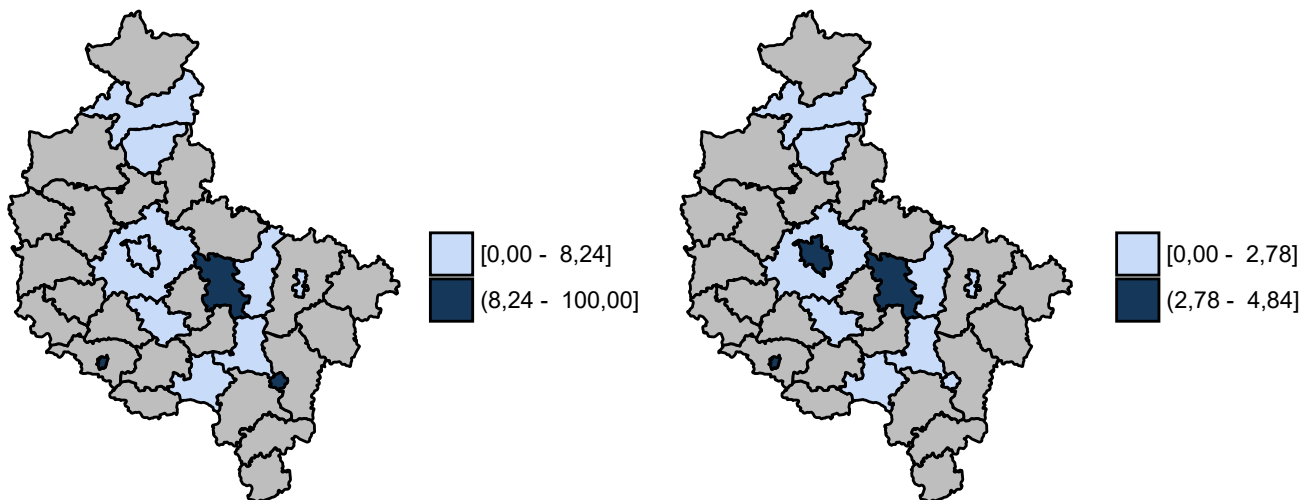 [0,00 - 8,24]
(8,24 - 100,00]
[0,00 - 2,78]
(2,78 - 4,84]